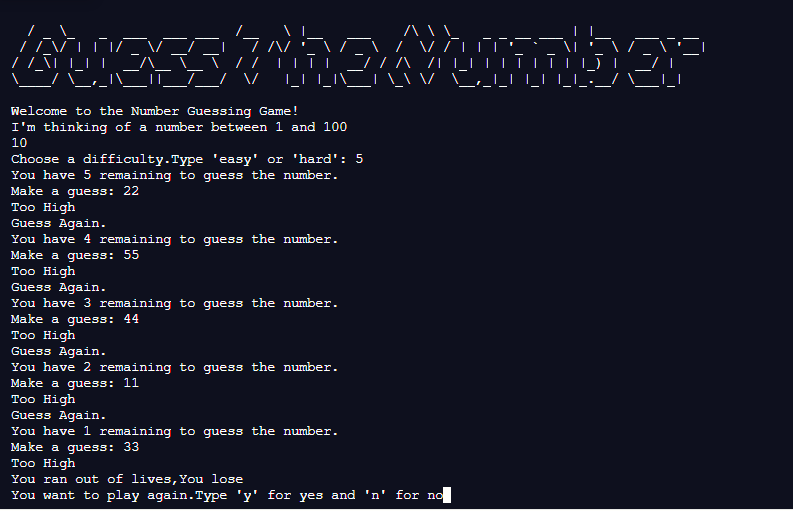 Guess The Number
Welcome to the Number Guessing Game!
I'm thinking of a number between 1 and 100
10
Choose a difficulty.Type 'easy' or 'hard': 5
You have 5 remaining to guess the number.
Make a guess: 22
Too High
Guess Again.
You have 4 remaining to guess the number.
Make a guess: 55
Too High
Guess Again.
You have 3 remaining to guess the number.
Make a guess: 44
Too High
Guess Again.
You have 2 remaining to guess the number.
Make a guess: 11
Too High
Guess Again.
You have 1 remaining to guess the number.
Make a guess: 33
Too High
You ran out of lives,You lose
You want to play again.Type 'y' for yes and 'n' for no